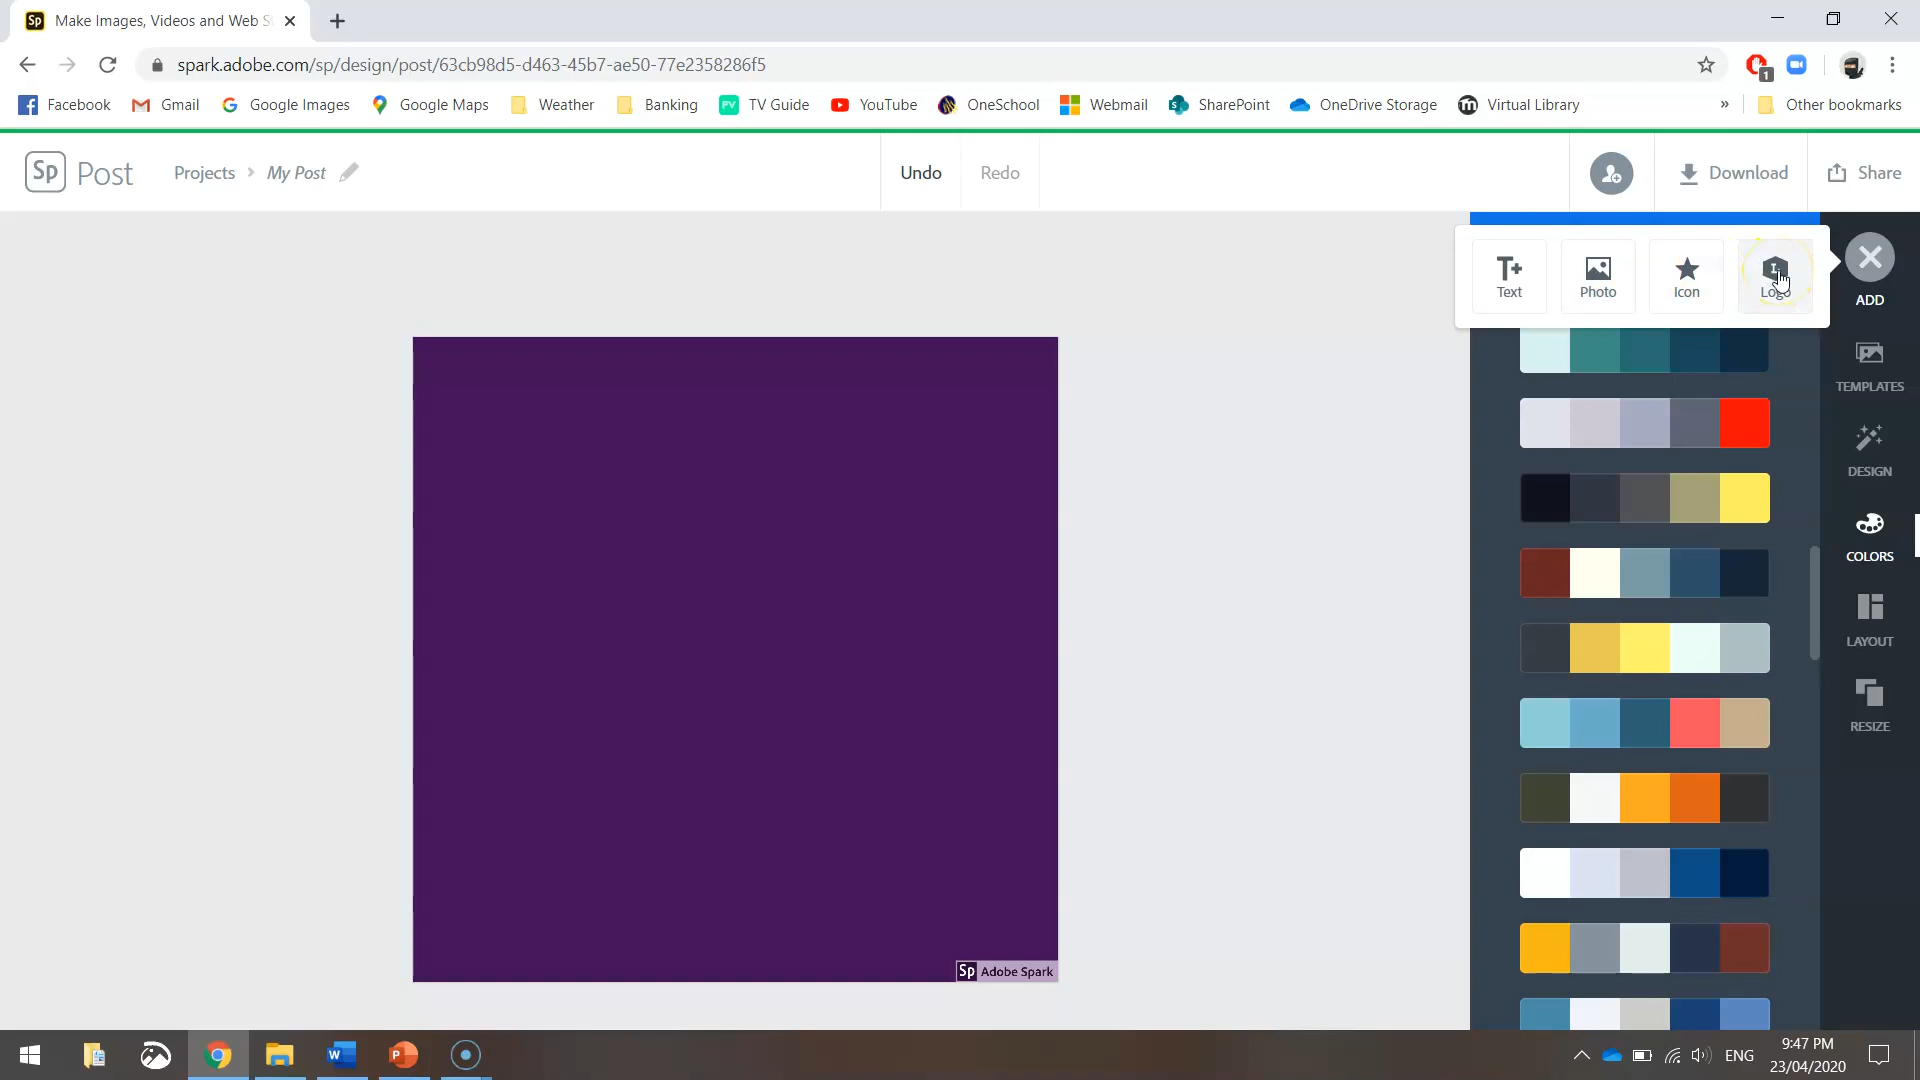 Sp Make Images, Videos and Web S
spark.adobe.com/sp/design/post/63cb98d5-d463-45b7-ae50-77e2358286f5
1
Facebook Gmail Google Images Google Maps Weather Banking TV Guide YouTube OneSchool Webmail SharePoint OneDrive Storage Virtual Library » Other bookmarks
Sp Post Projects > My Post Undo Redo Download Share
Text Photo Icon Logo
ADD
TEMPLATES
DESIGN
COLORS
LAYOUT
RESIZE
Sp Adobe Spark
9:47 PM
ENG
23/04/2020